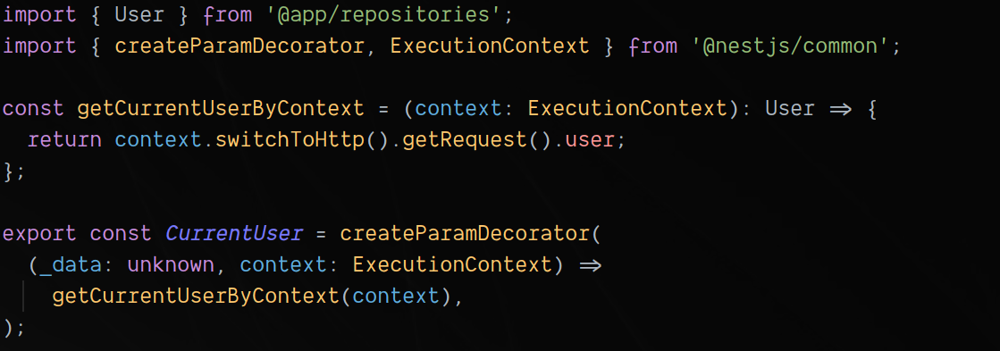 import { User } from '@app/repositories';
import { createParamDecorator, ExecutionContext } from '@nestjs/common';
const getCurrentUserByContext = (context: ExecutionContext): User => {
return context.switchToHttp().getRequest().user;
};
export const CurrentUser = createParamDecorator(
(_data: unknown, context: ExecutionContext) =>
getCurrentUserByContext(context),
);